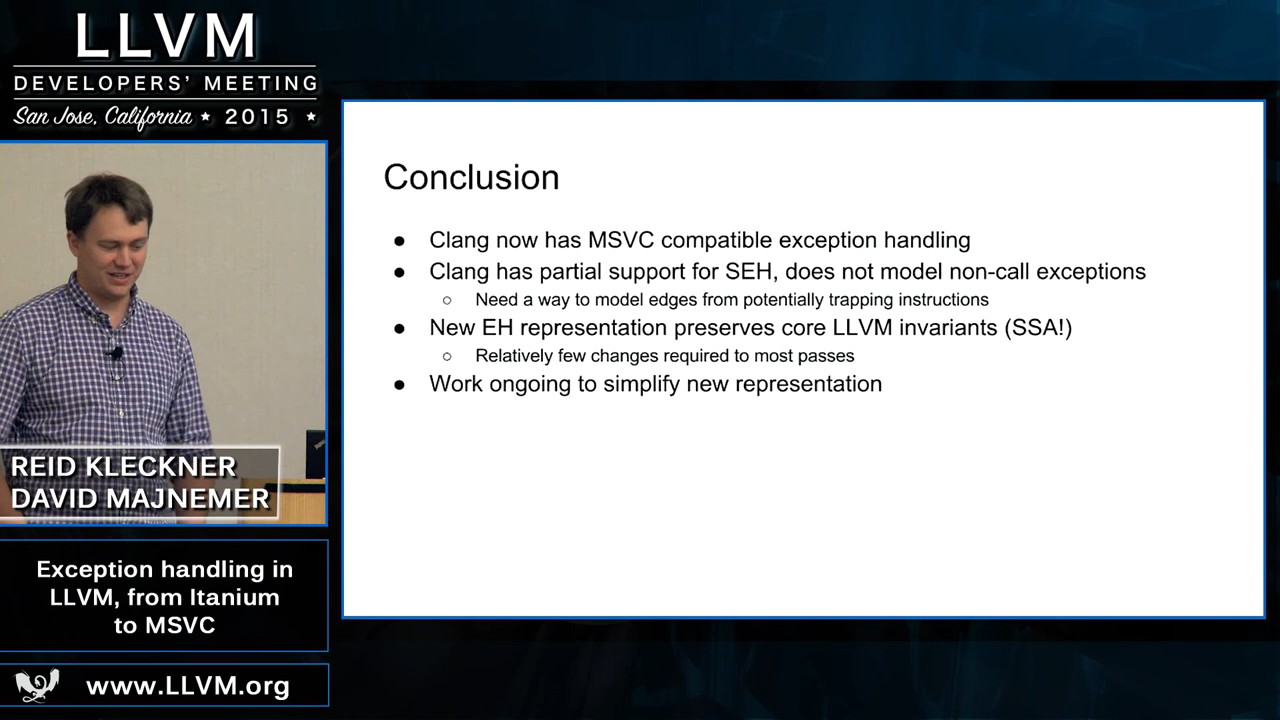 LLVM
DEVELOPERS' MEETING
San Jose, California ★ 2015 ★
REID KLECKNER
DAVID MAJNEMER
Exception handling in
LLVM, from Itanium
to MSVC
www.LLVM.org
Conclusion
● Clang now has MSVC compatible exception handling
● Clang has partial support for SEH, does not model non-call exceptions
○ Need a way to model edges from potentially trapping instructions
● New EH representation preserves core LLVM invariants (SSA!)
○ Relatively few changes required to most passes
● Work ongoing to simplify new representation